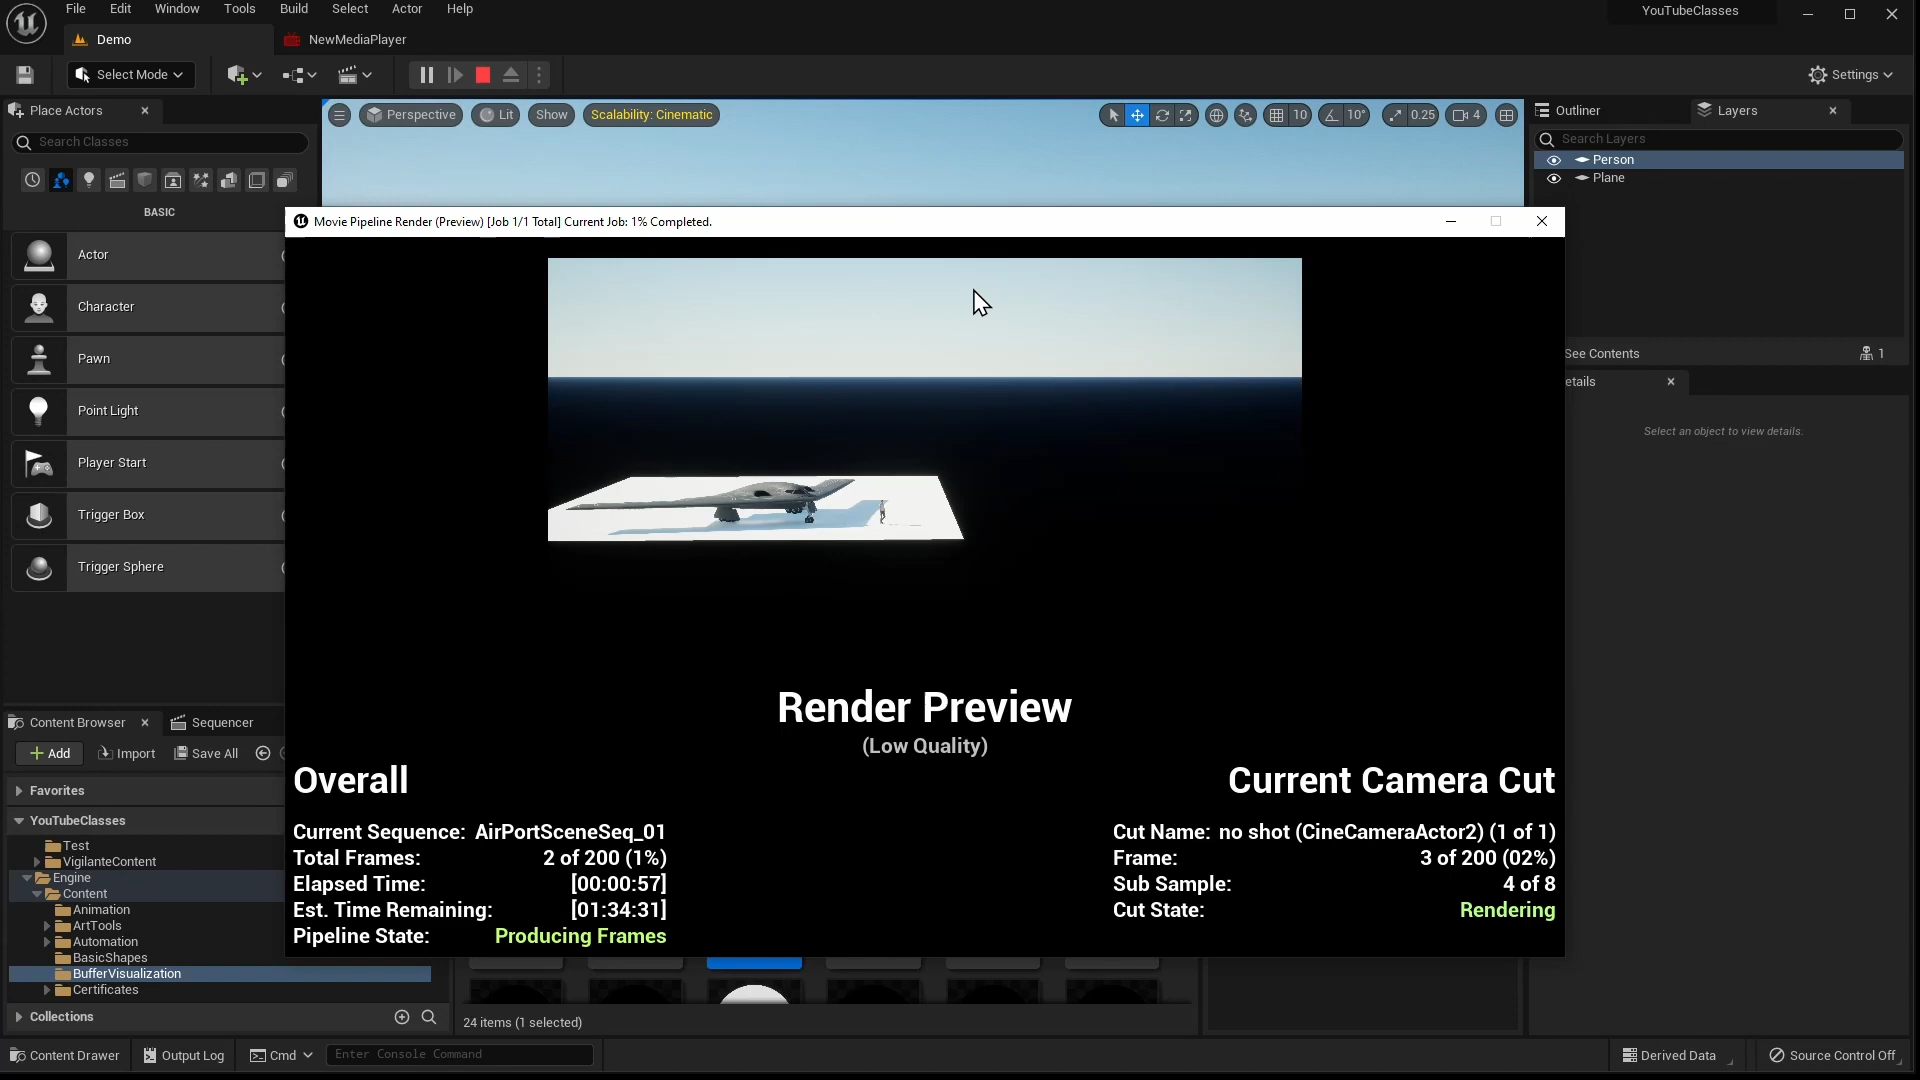 File Edit Window Tools Build Select Actor Help
YouTubeClasses
Demo
NewMediaPlayer
Select Mode
Settings
Place Actors
Perspective
Lit
Show
Scalability: Cinematic
10
10°
0.25
4
Outliner
Layers
Search Classes
Search Layers
Person
Plane
BASIC
Movie Pipeline Render (Preview) [Job 1/1 Total] Current Job: 1% Completed.
Actor
Character
Pawn
Point Light
Player Start
Trigger Box
Trigger Sphere
See Contents
1
etails
Select an object to view details.
Render Preview
(Low Quality)
Overall
Current Camera Cut
Current Sequence: AirPortSceneSeq_01
Total Frames: 2 of 200 (1%)
Elapsed Time: [00:00:57]
Est. Time Remaining: [01:34:31]
Pipeline State: Producing Frames
Cut Name: no shot (CineCameraActor2) (1 of 1)
Frame: 3 of 200 (02%)
Sub Sample: 4 of 8
Cut State: Rendering
Content Browser
Sequencer
Add
Import
Save All
Favorites
YouTubeClasses
Test
VigilanteContent
Engine
Content
Animation
ArtTools
Automation
BasicShapes
BufferVisualization
Certificates
Collections
24 items (1 selected)
Content Drawer
Output Log
Cmd
Enter Console Command
Derived Data
Source Control Off